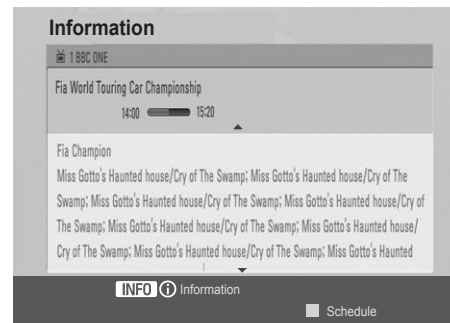 Information
1 BBC ONE
Fia World Touring Car Championship
14:00 15:20
Fia Champion
Miss Gotto's Haunted house/Cry of The Swamp; Miss Gotto's Haunted house/Cry of The
Swamp; Miss Gotto's Haunted house/Cry of The Swamp; Miss Gotto's Haunted house/Cry of
The Swamp; Miss Gotto's Haunted house/Cry of The Swamp; Miss Gotto's Haunted house/
Cry of The Swamp; Miss Gotto's Haunted house/Cry of The Swamp; Miss Gotto's Haunted
INFO i Information
Schedule